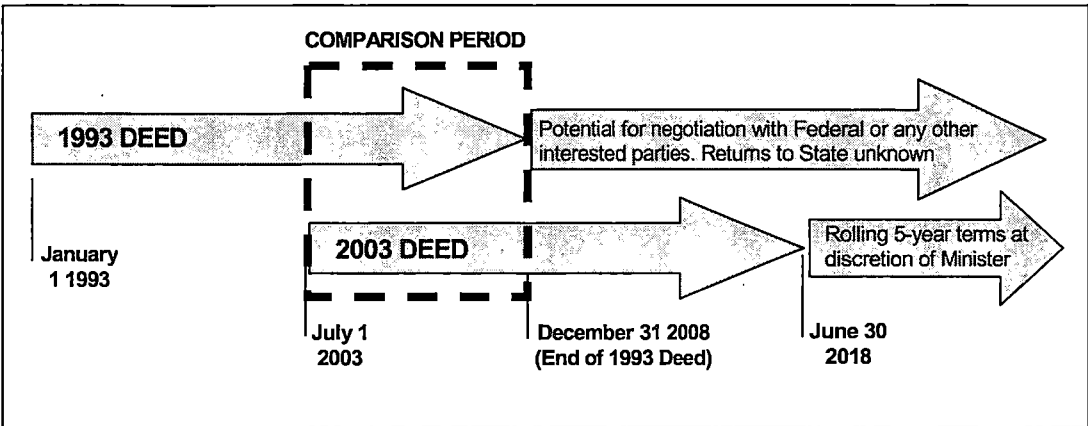 COMPARISON PERIOD
1993 DEED
Potential for negotiation with Federal or any other
interested parties. Returns to State unknown
January
1 1993
2003 DEED
Rolling 5-year terms at
discretion of Minister
July 1
2003
December 31 2008
(End of 1993 Deed)
June 30
2018